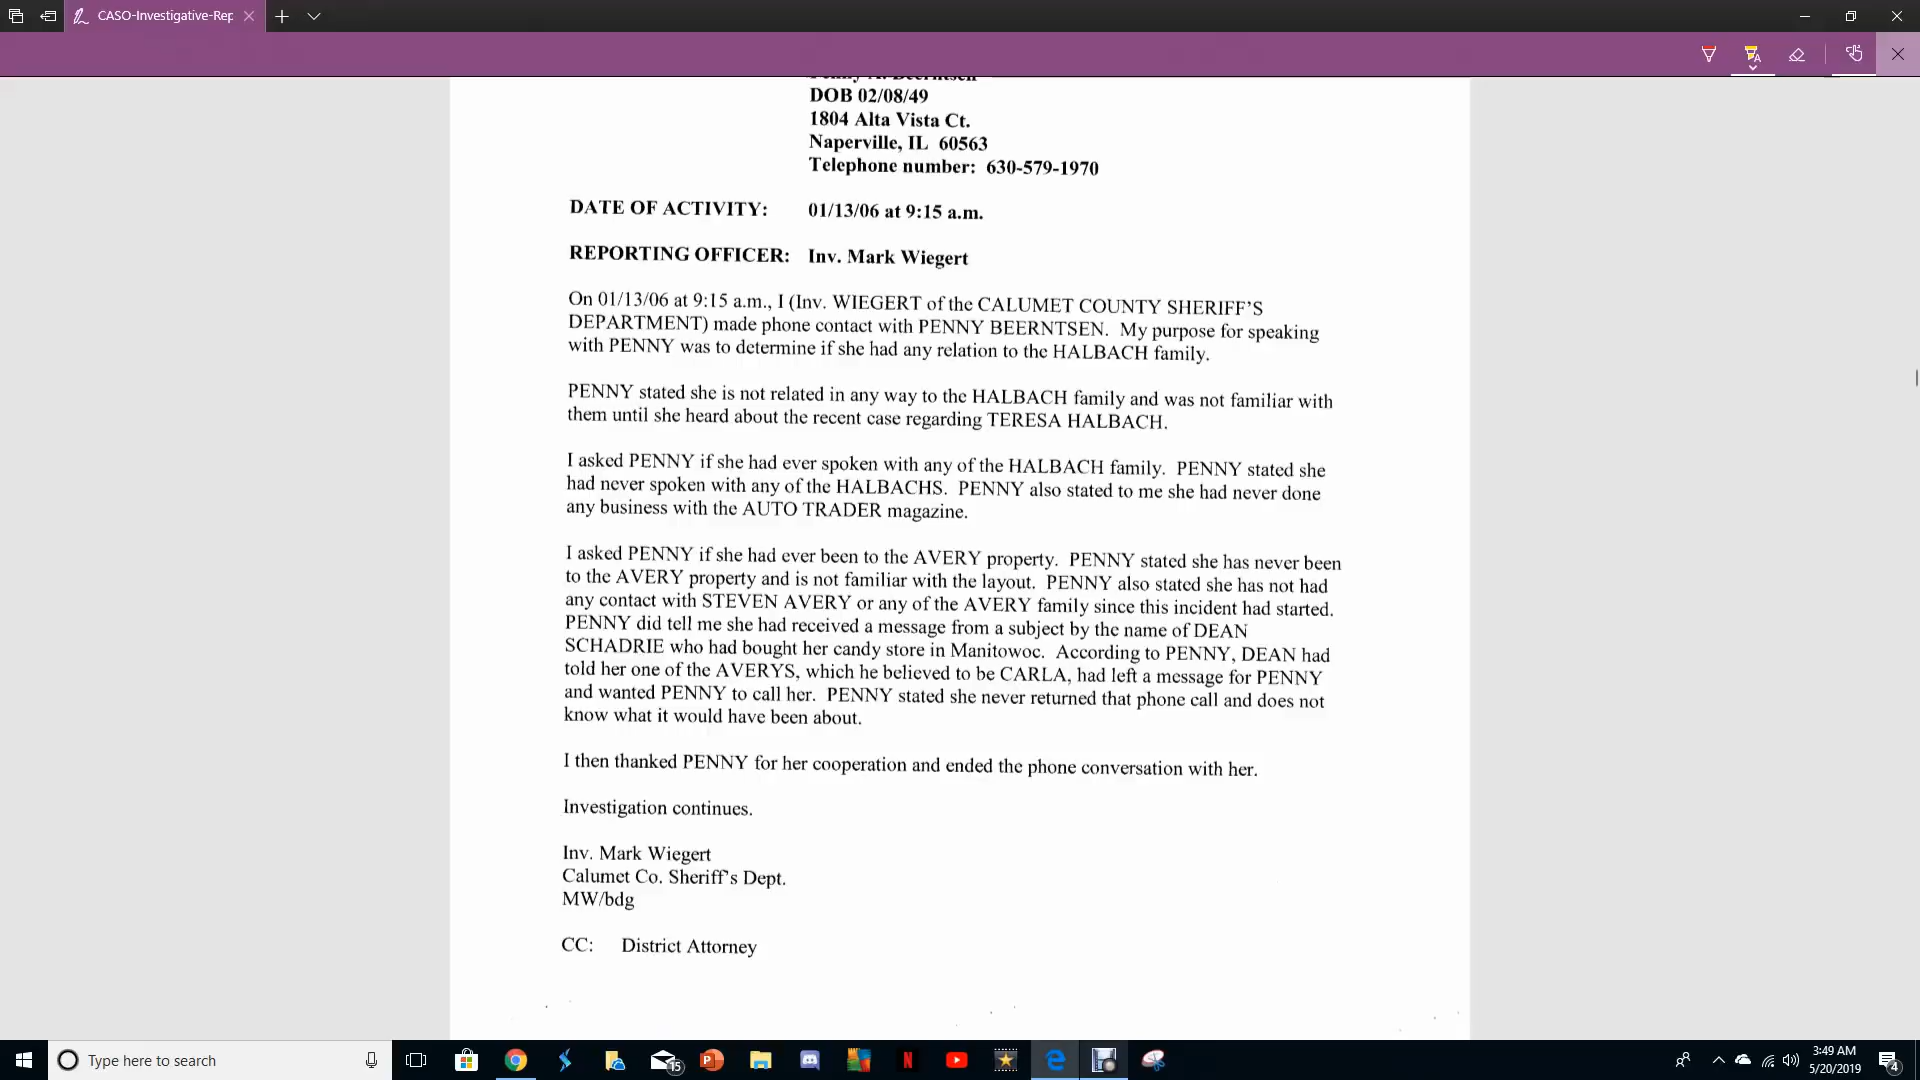 CASO-Investigative-Rep
DOB 02/08/49
1804 Alta Vista Ct.
Naperville, IL 60563
Telephone number: 630-579-1970
DATE OF ACTIVITY: 01/13/06 at 9:15 a.m.
REPORTING OFFICER: Inv. Mark Wiegert
On 01/13/06 at 9:15 a.m., I (Inv. WIEGERT of the CALUMET COUNTY SHERIFF'S
DEPARTMENT) made phone contact with PENNY BEERNTSEN. My purpose for speaking
with PENNY was to determine if she had any relation to the HALBACH family.
PENNY stated she is not related in any way to the HALBACH family and was not familiar with
them until she heard about the recent case regarding TERESA HALBACH.
I asked PENNY if she had ever spoken with any of the HALBACH family. PENNY stated she
had never spoken with any of the HALBACHS. PENNY also stated to me she had never done
any business with the AUTO TRADER magazine.
I asked PENNY if she had ever been to the AVERY property. PENNY stated she has never been
to the AVERY property and is not familiar with the layout. PENNY also stated she has not had
any contact with STEVEN AVERY or any of the AVERY family since this incident had started.
PENNY did tell me she had received a message from a subject by the name of DEAN
SCHADRIE who had bought her candy store in Manitowoc. According to PENNY, DEAN had
told her one of the AVERYS, which he believed to be CARLA, had left a message for PENNY
and wanted PENNY to call her. PENNY stated she never returned that phone call and does not
know what it would have been about.
I then thanked PENNY for her cooperation and ended the phone conversation with her.
Investigation continues.
Inv. Mark Wiegert
Calumet Co. Sheriff's Dept.
MW/bdg
CC: District Attorney
Type here to search
15
3:49 AM
5/20/2019
4